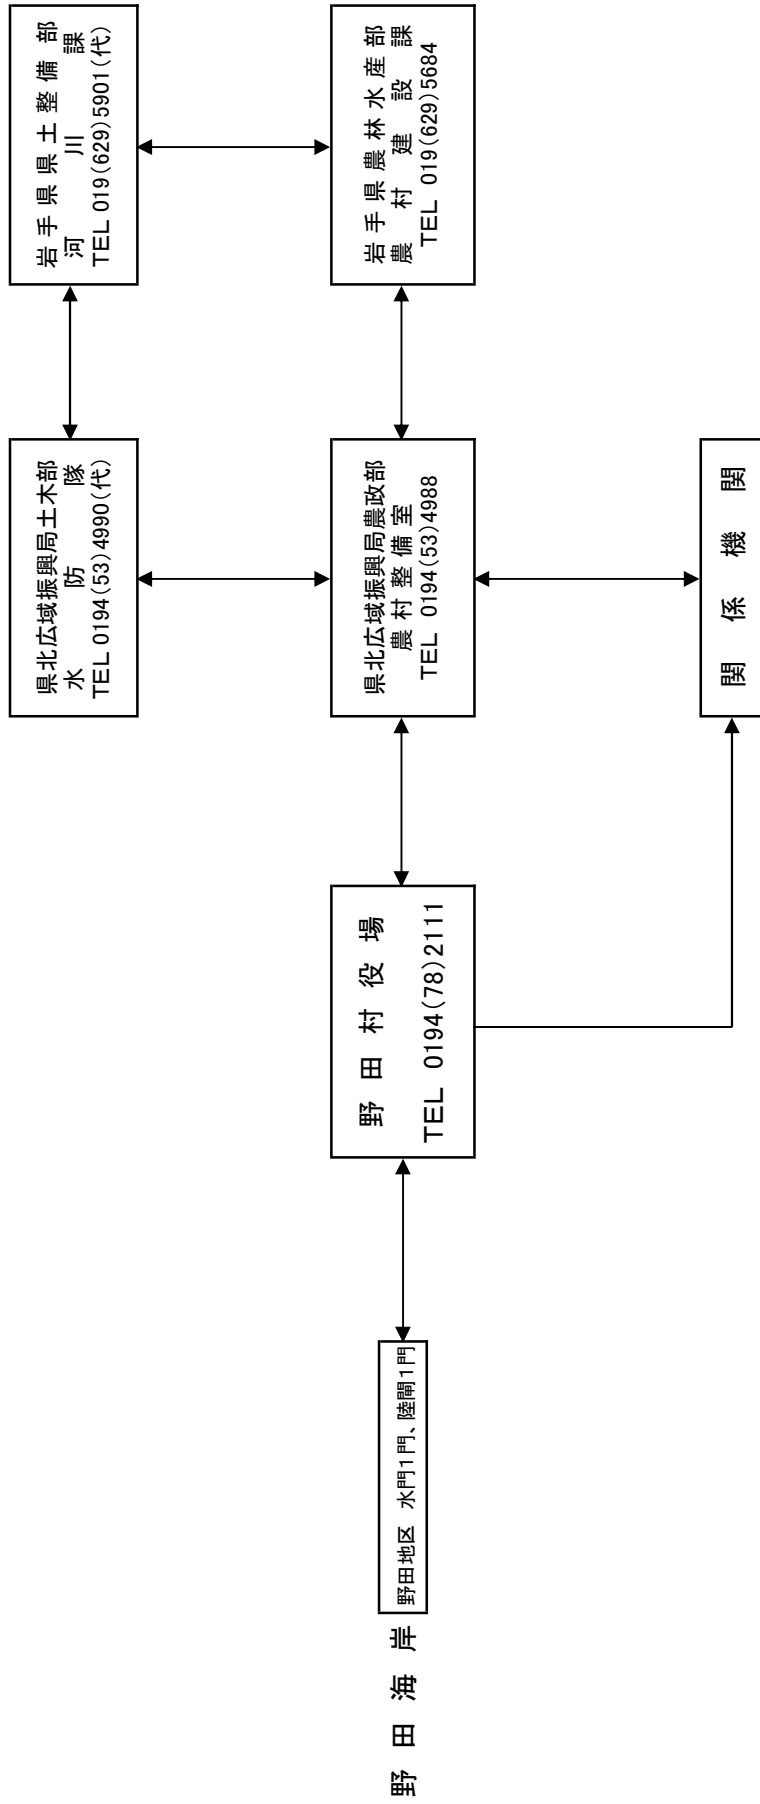 野田海岸
野田地区 水門1門、陸閘1門
野田村役場
TEL 0194(78)2111
県北広域振興局土木部
水防隊
TEL 0194(53)4990(代)
県北広域振興局農政部
農村整備室
TEL 0194(53)4988
関係機関
岩手県県土整備部
河川課
TEL 019(629)5901(代)
岩手県農林水産部
農村建設課
TEL 019(629)5684